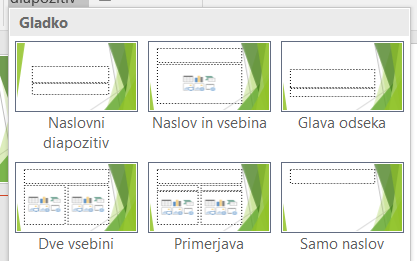 diapozitiv
Gladko
Naslovni
diapozitiv
Naslov in vsebina
Glava odseka
Dve vsebini
Primerjava
Samo naslov